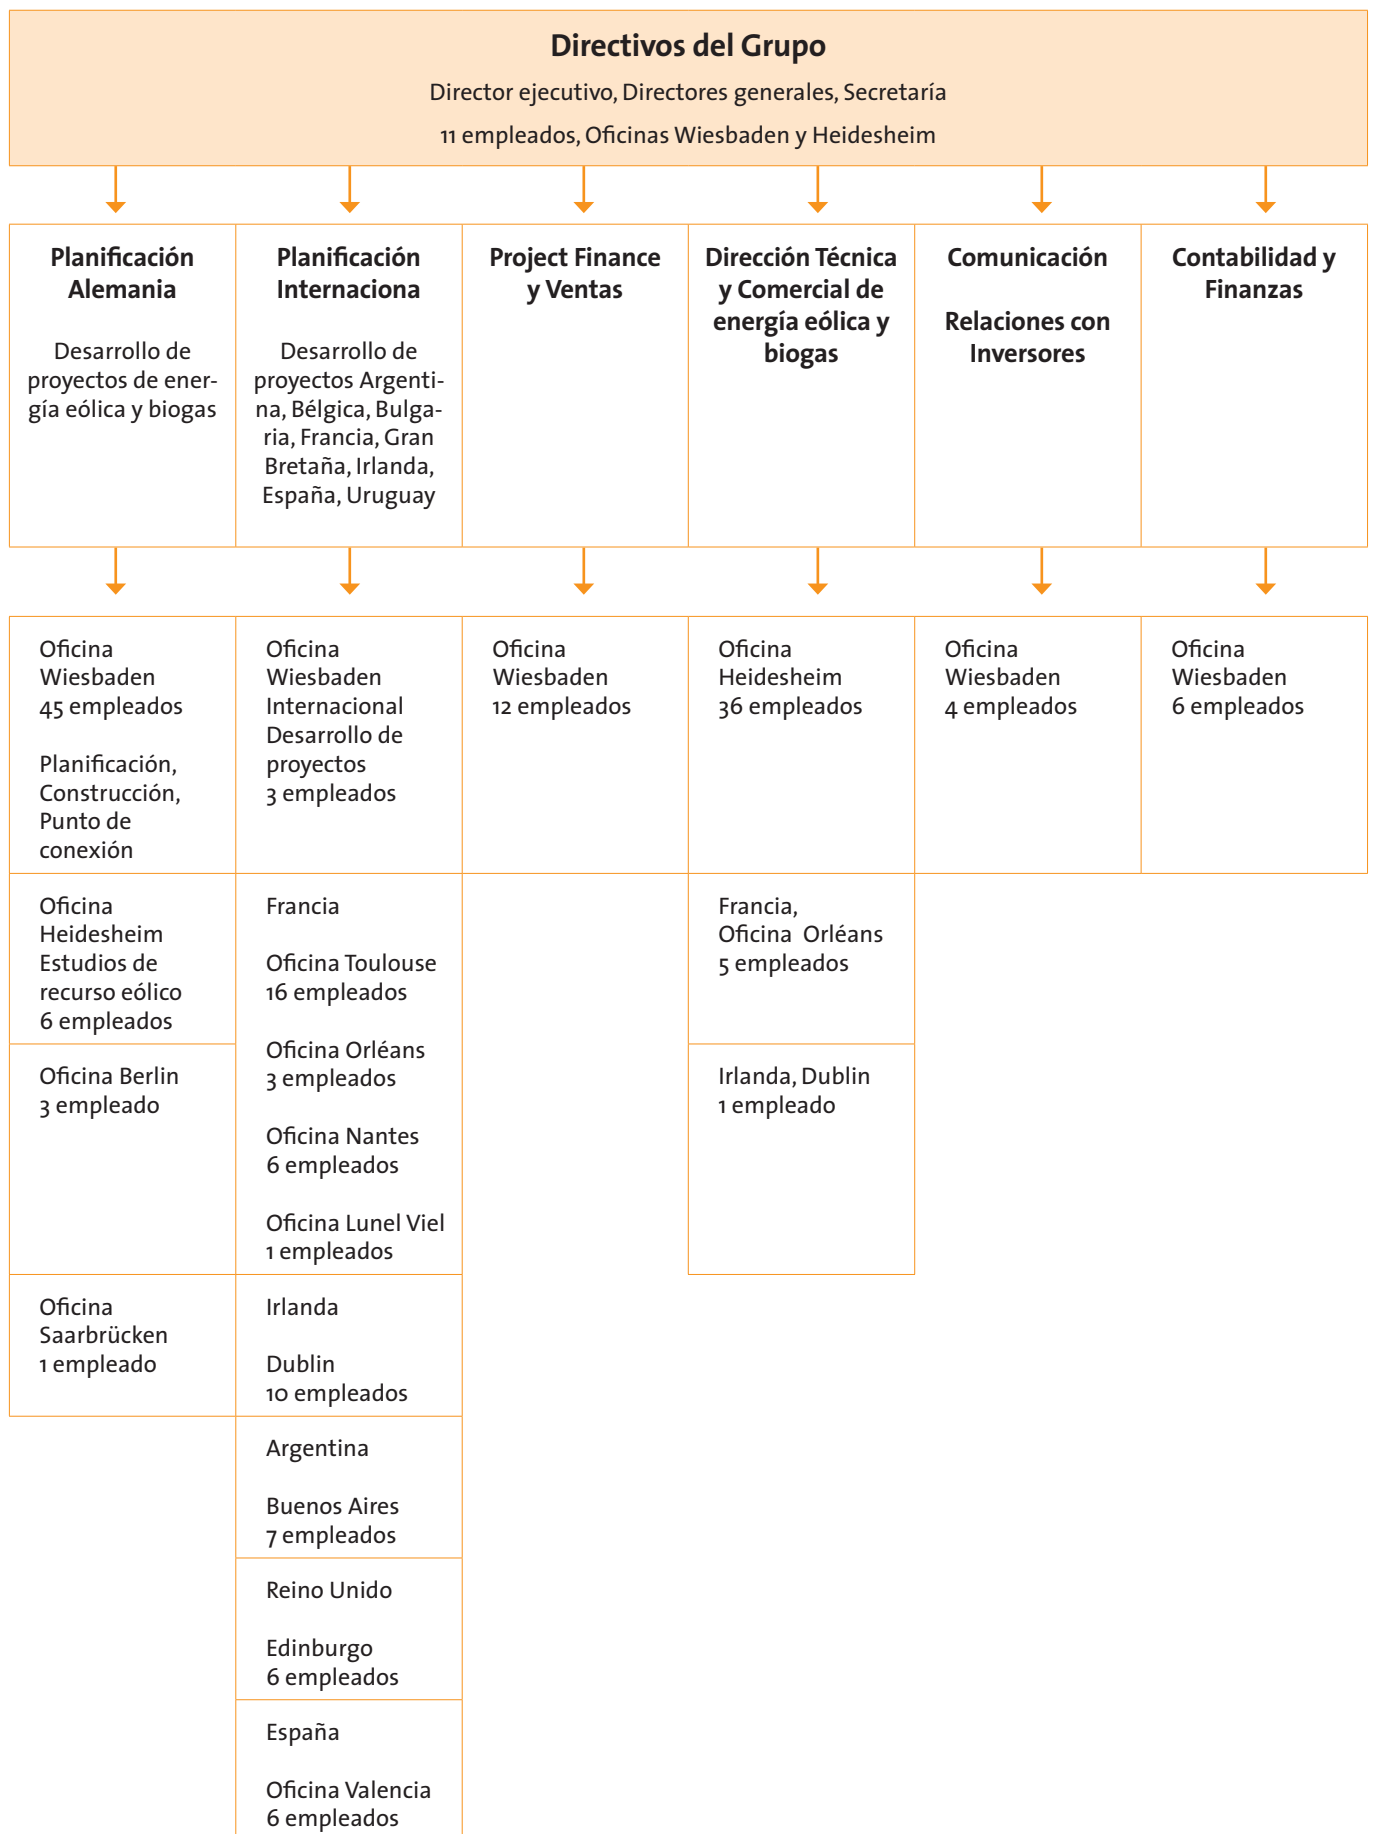 Directivos del Grupo
Director ejecutivo, Directores generales, Secretaría
11 empleados, Oficinas Wiesbaden y Heidesheim
Planificación
Alemania
Desarrollo de
proyectos de ener-
gía eólica y biogas
Planificación
Internaciona
Desarrollo de
proyectos Argenti-
na, Bélgica, Bulga-
ria, Francia, Gran
Bretaña, Irlanda,
España, Uruguay
Project Finance
y Ventas
Dirección Técnica
y Comercial de
energía eólica y
biogas
Comunicación
Relaciones con
Inversores
Contabilidad y
Finanzas
Oficina
Wiesbaden
45 empleados
Planificación,
Construcción,
Punto de
conexión
Oficina
Wiesbaden
Internacional
Desarrollo de
proyectos
3 empleados
Oficina
Wiesbaden
12 empleados
Oficina
Heidesheim
36 empleados
Oficina
Wiesbaden
4 empleados
Oficina
Wiesbaden
6 empleados
Oficina
Heidesheim
Estudios de
recurso eólico
6 empleados
Francia
Oficina Toulouse
16 empleados
Oficina Orléans
3 empleados
Oficina Nantes
6 empleados
Oficina Lunel Viel
1 empleados
Francia,
Oficina Orléans
5 empleados
Oficina Berlin
3 empleado
Irlanda, Dublin
1 empleado
Oficina
Saarbrücken
1 empleado
Irlanda
Dublin
10 empleados
Argentina
Buenos Aires
7 empleados
Reino Unido
Edinburgo
6 empleados
España
Oficina Valencia
6 empleados